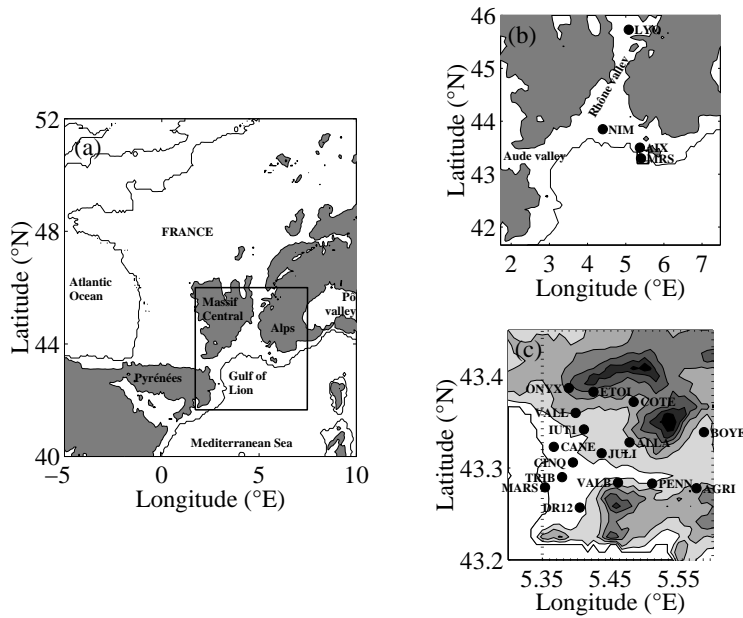 (a)
52
48
44
40
−5
0
5
10
Latitude (°N)
Longitude (°E)
FRANCE
Atlantic
Ocean
Massif
Central
Alps
Po
valley
Pyrénées
Gulf of
Lion
Mediterranean Sea
(b)
46
45
44
43
42
2
3
4
5
6
7
Latitude (°N)
Longitude (°E)
LYO
Rhône valley
NIM
AIX
Aude valley
MRS
(c)
43.4
43.3
43.2
5.35
5.45
5.55
Latitude (°N)
Longitude (°E)
ONYX
ETOI
COTE
VALL
IUT1
BOYE
CANE
ALLA
JULI
CINQ
TRIB
MARS
VALB
PENN
AGRI
DR12